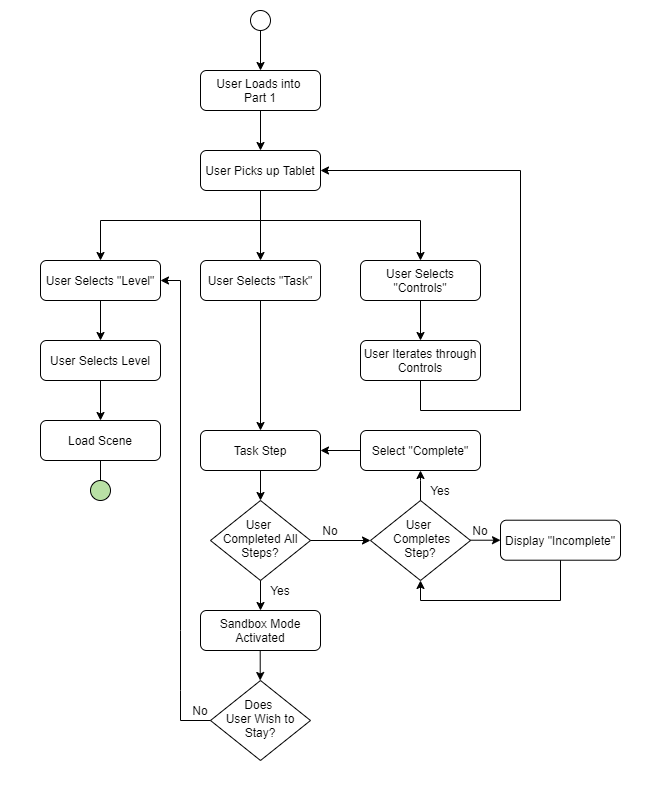 User Loads into
Part 1
User Picks up Tablet
User Selects "Level"
User Selects "Task"
User Selects
"Controls"
User Selects Level
User Iterates through
Controls
Load Scene
Task Step
Select "Complete"
Yes
User
Completed All
Steps?
No
User
Completes
Step?
No
Display "Incomplete"
Yes
Sandbox Mode
Activated
No
Does
User Wish to
Stay?